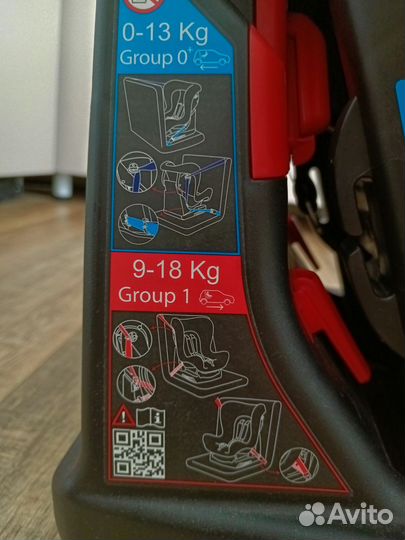 0-13 Kg
Group 0+
9-18 Kg
Group 1
Avito